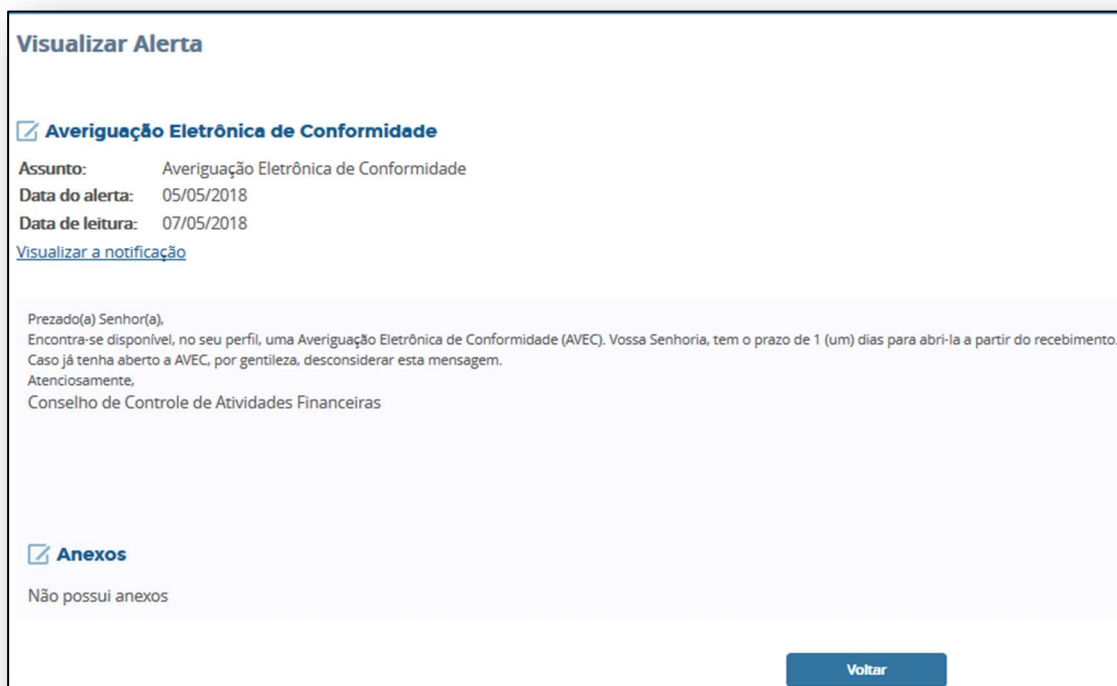 Visualizar Alerta
Averiguação Eletrônica de Conformidade
Assunto: Averiguação Eletrônica de Conformidade
Data do alerta: 05/05/2018
Data de leitura: 07/05/2018
Visualizar a notificação
Prezado(a) Senhor(a),
Encontra-se disponível, no seu perfil, uma Averiguação Eletrônica de Conformidade (AVEC). Vossa Senhoria, tem o prazo de 1 (um) dias para abri-la a partir do recebimento.
Caso já tenha aberto a AVEC, por gentileza, desconsiderar esta mensagem.
Atenciosamente,
Conselho de Controle de Atividades Financeiras
Anexos
Não possui anexos
Voltar